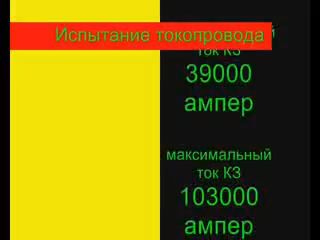 Испытание токопровода
ток КЗ
39000
ампер
максимальный
ток КЗ
103000
ампер